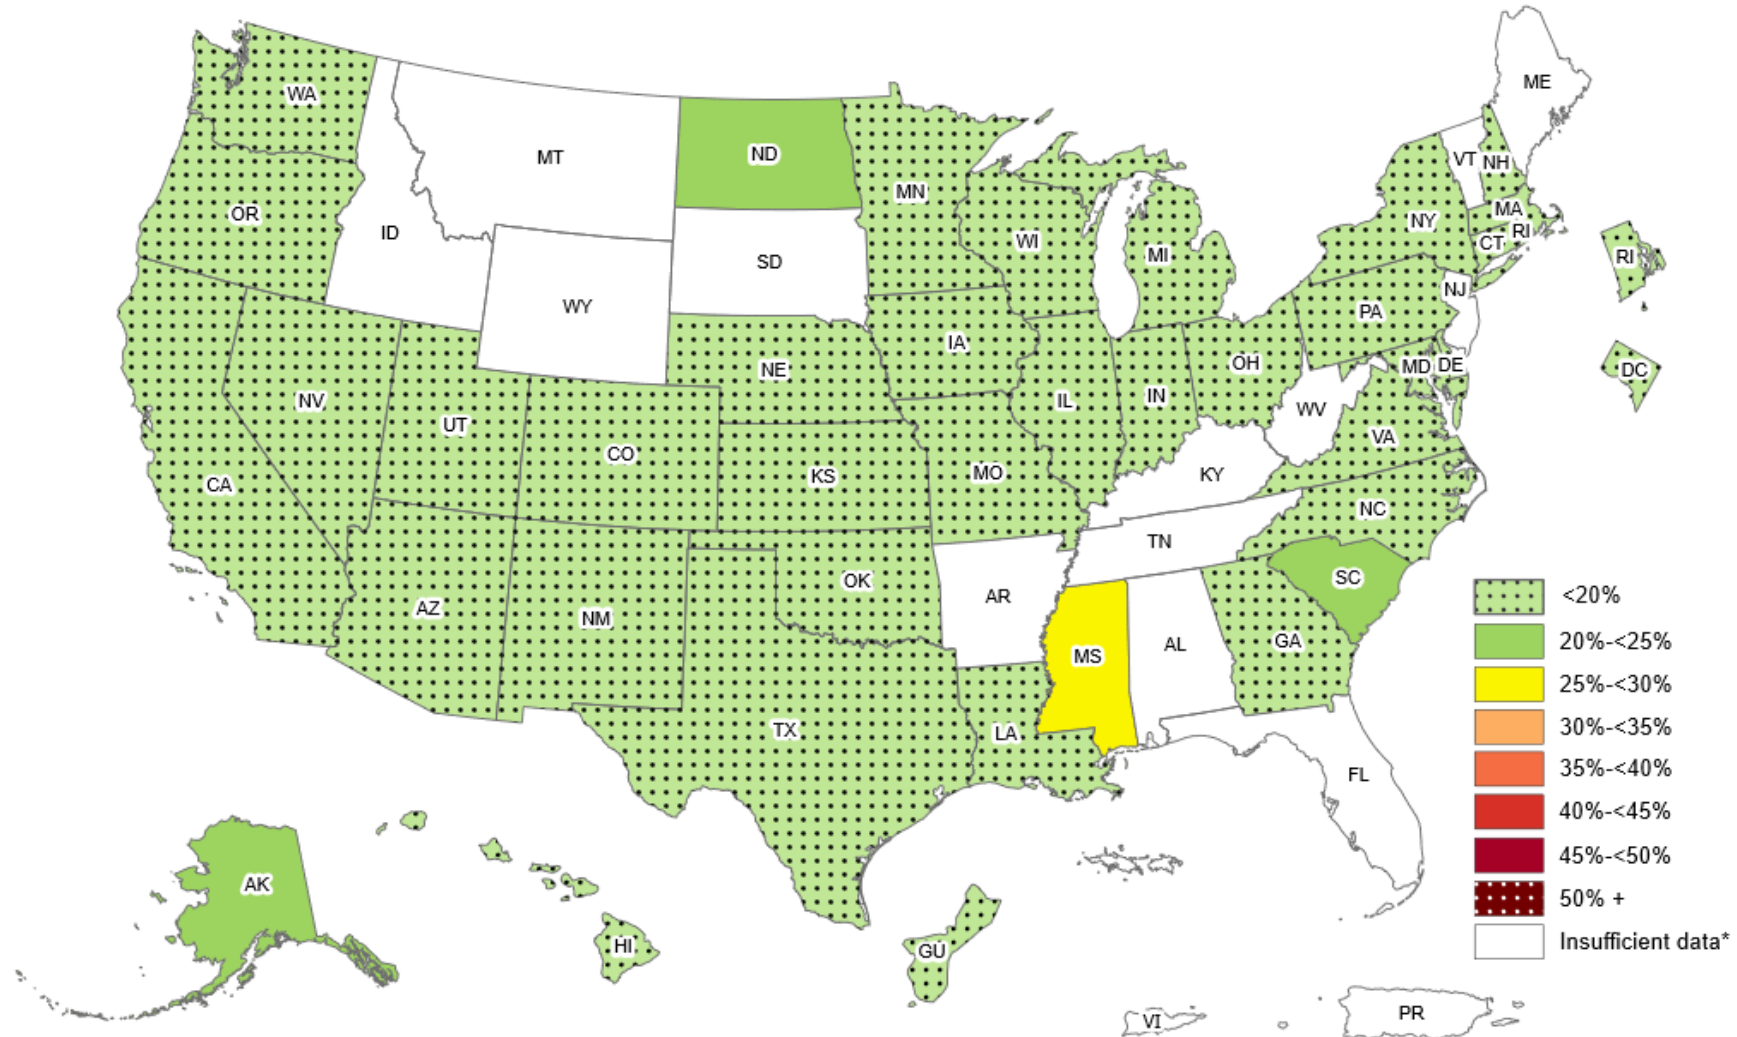 WA
MT
ND
MN
ME
VT
NH
OR
ID
SD
WI
MI
NY
MA
RI
CT
RI
WY
NJ
PA
IA
NE
OH
MD
DE
DC
NV
UT
CO
IL
IN
WV
VA
CA
KS
MO
KY
NC
TN
OK
AR
SC
AZ
NM
MS
AL
GA
TX
LA
FL
AK
HI
GU
VI
PR
<20%
20%-<25%
25%-<30%
30%-<35%
35%-<40%
40%-<45%
45%-<50%
50% +
Insufficient data*